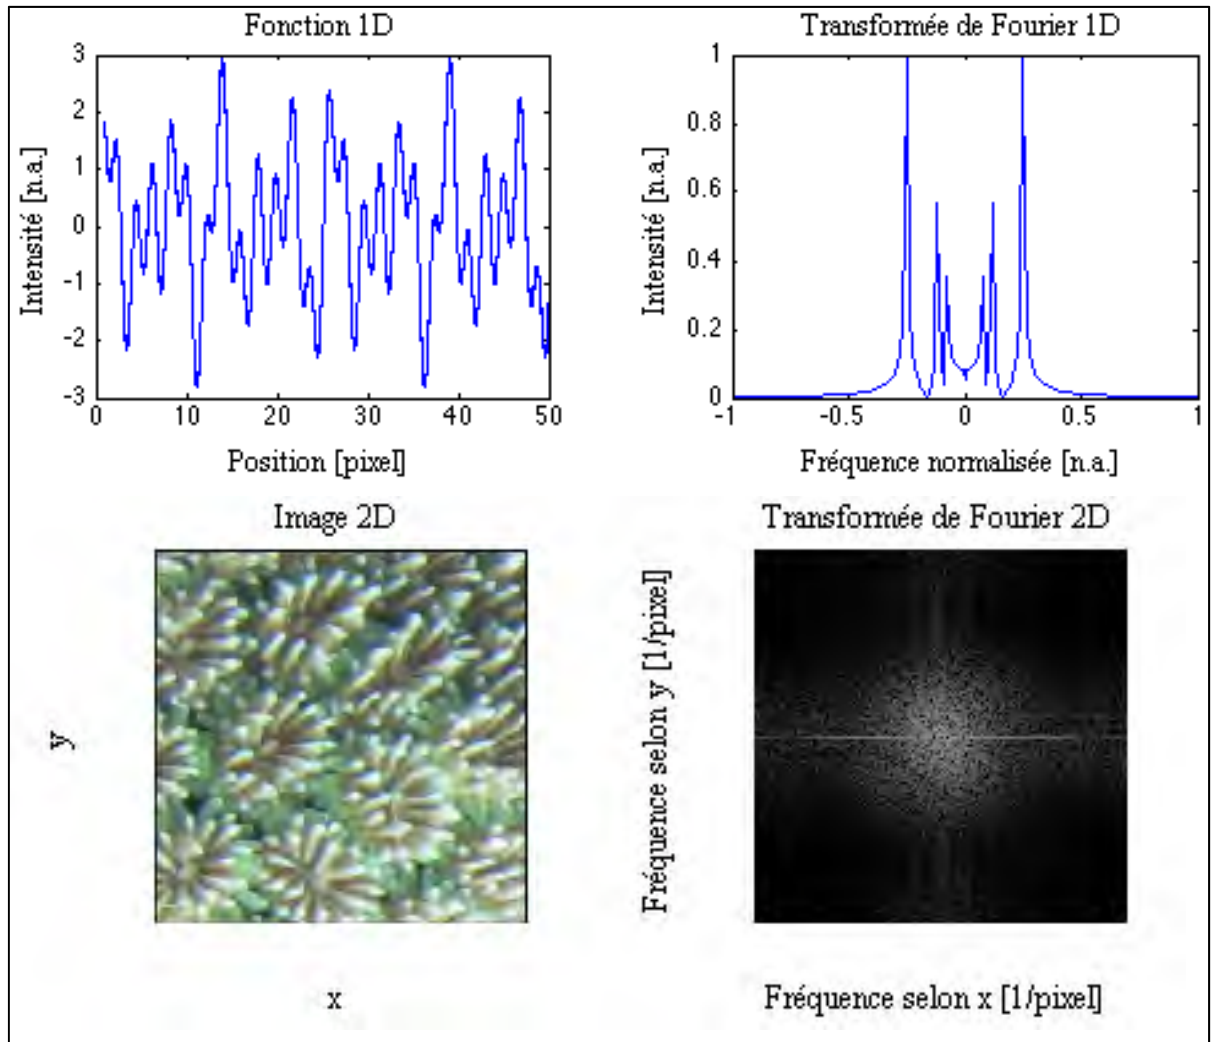 Fonction 1D
Transformée de Fourier 1D
3
2
1
0
-1
-2
-3
Intensité [n.a.]
0
10
20
30
40
50
Position [pixel]
1
0.8
0.6
0.4
0.2
0
Intensité [n.a.]
-1
-0.5
0
0.5
1
Fréquence normalisée [n.a.]
Image 2D
Transformée de Fourier 2D
y
x
Fréquence selon y [1/pixel]
Fréquence selon x [1/pixel]